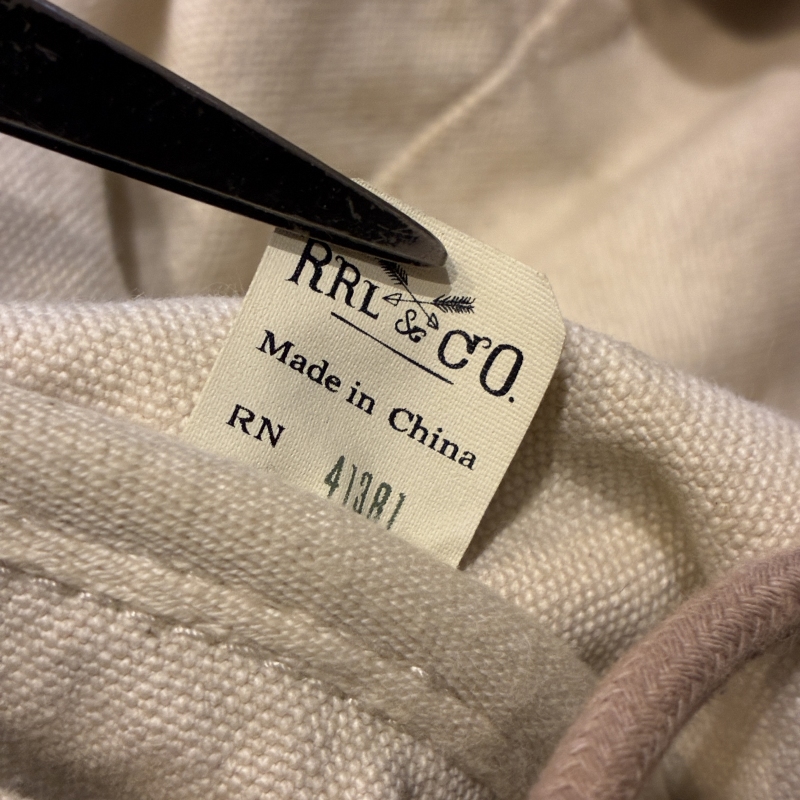 RRL & CO.
Made in China
RN 41381